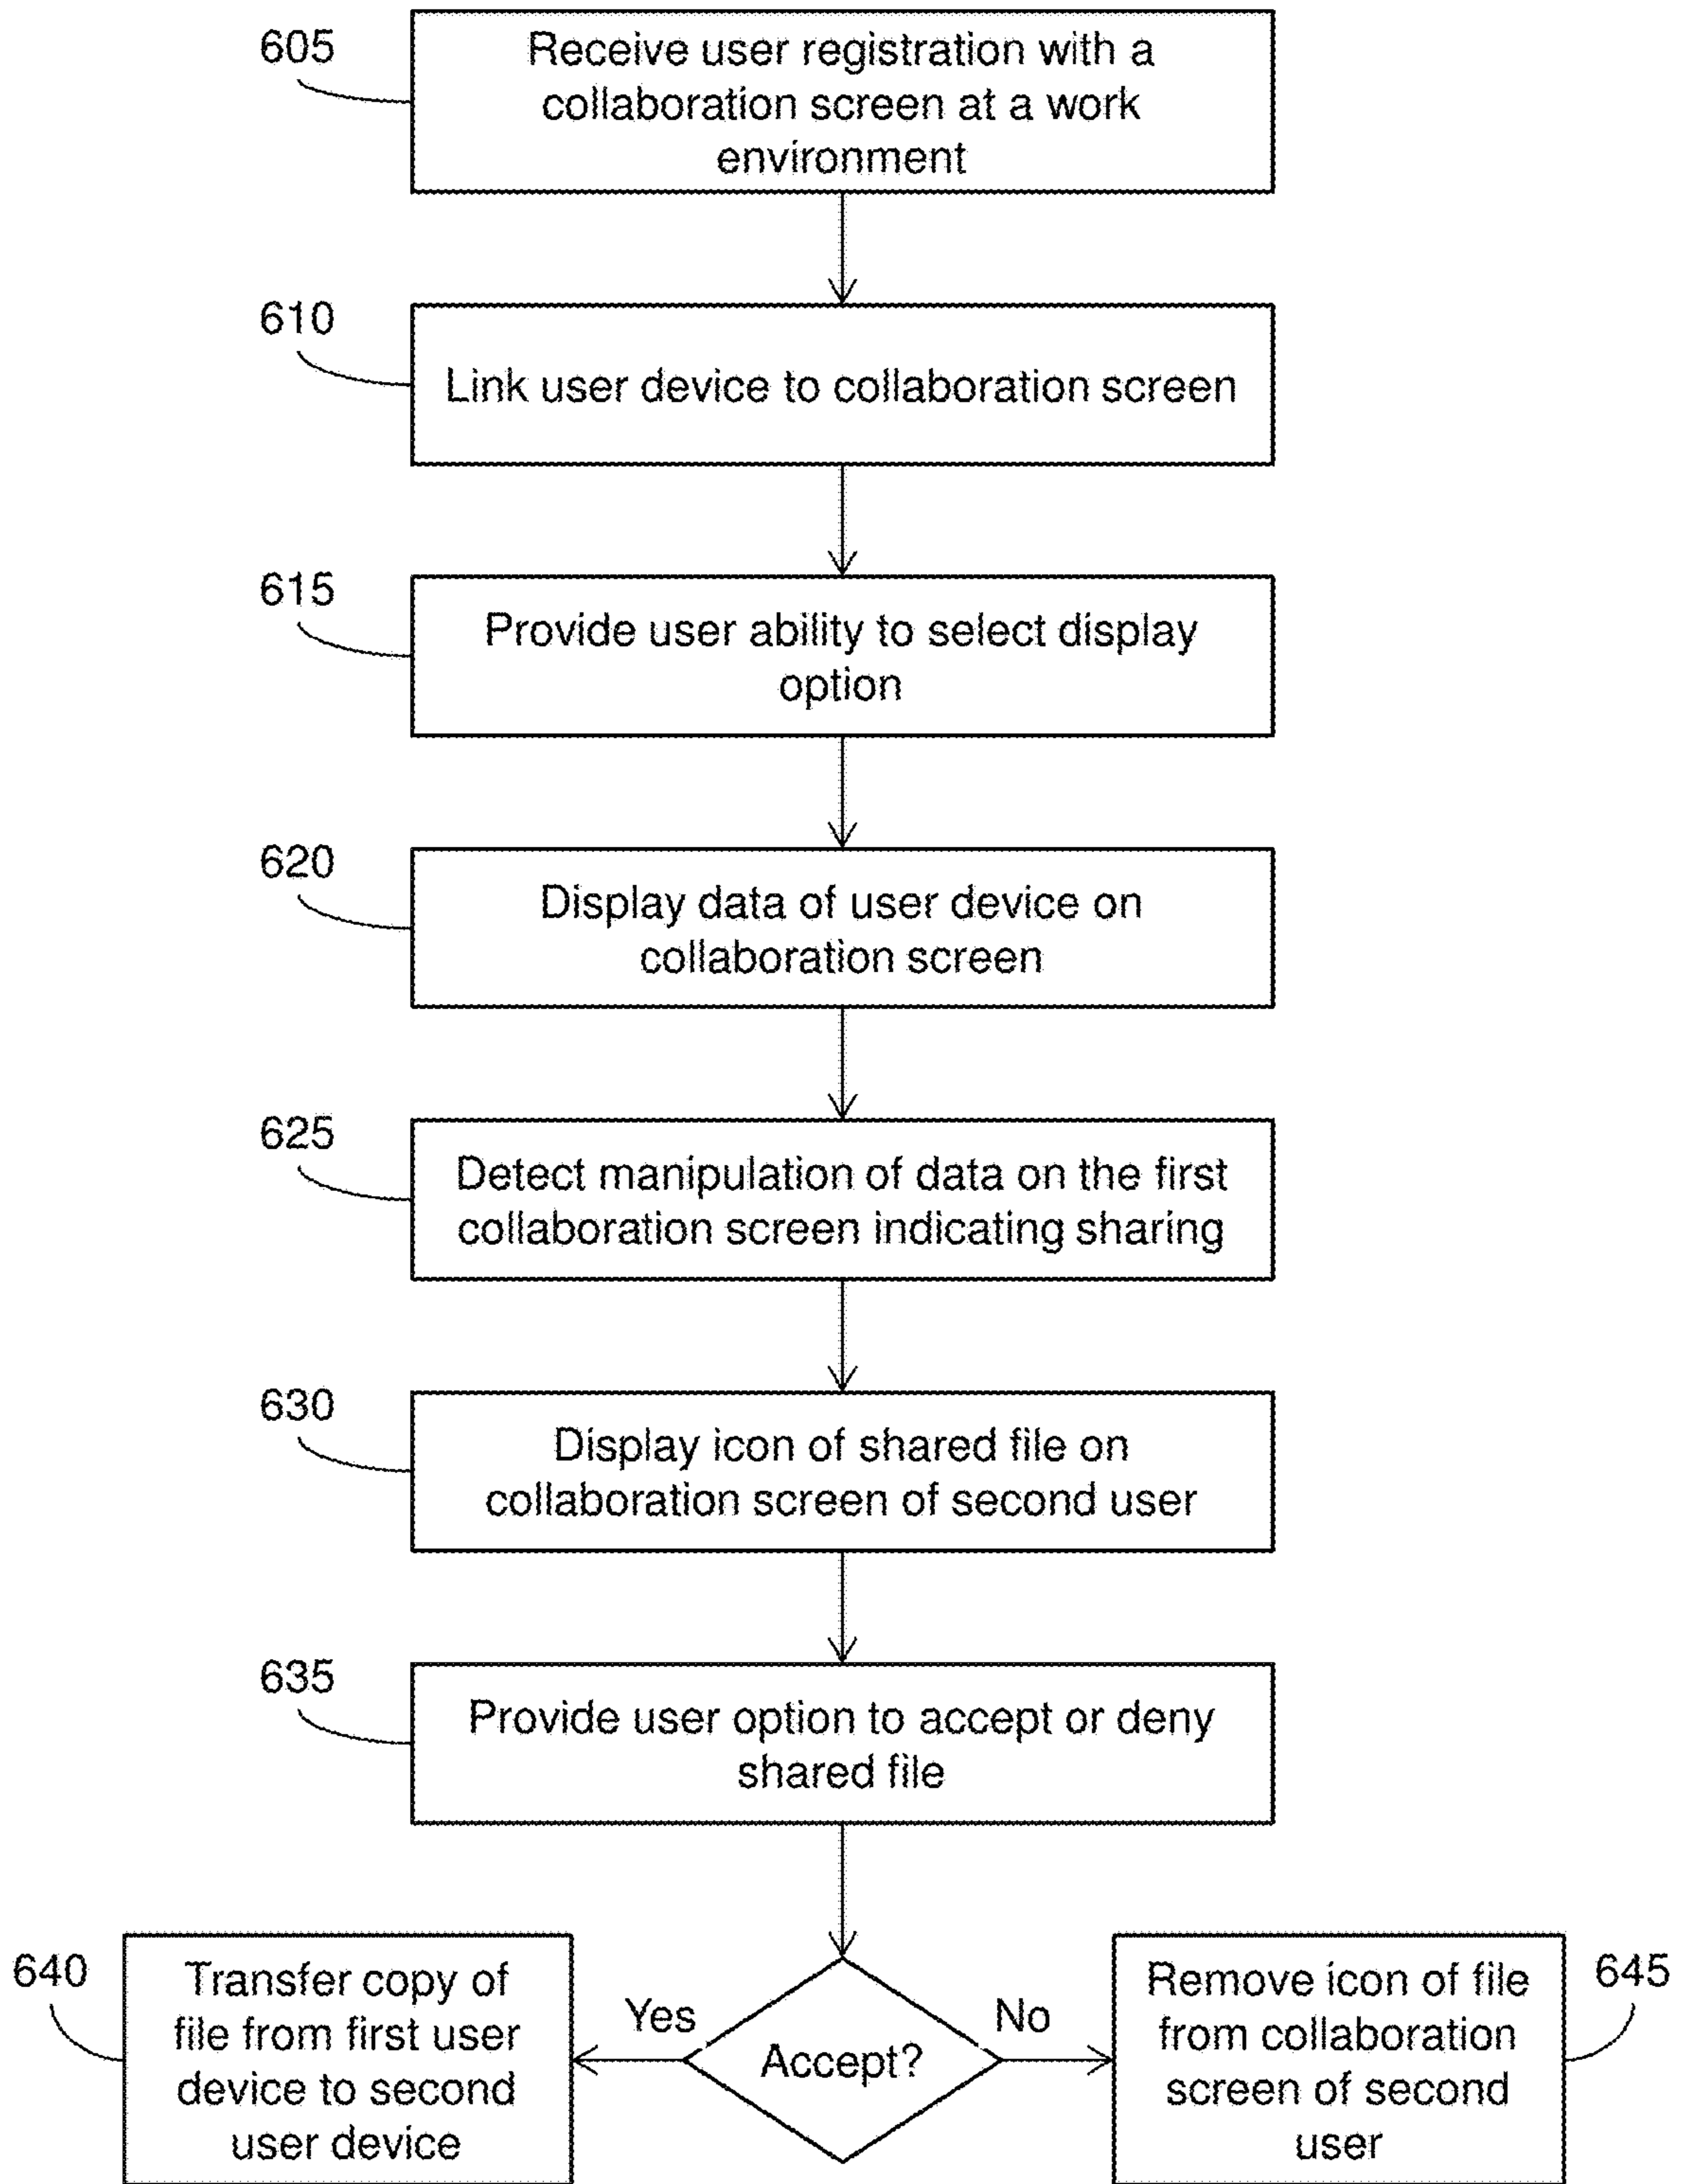 605
Receive user registration with a
collaboration screen at a work
environment
610
Link user device to collaboration screen
615
Provide user ability to select display
option
620
Display data of user device on
collaboration screen
625
Detect manipulation of data on the first
collaboration screen indicating sharing
630
Display icon of shared file on
collaboration screen of second user
635
Provide user option to accept or deny
shared file
640
Transfer copy of
file from first user
device to second
user device
Yes
Accept?
No
Remove icon of file
from collaboration
screen of second
user
645